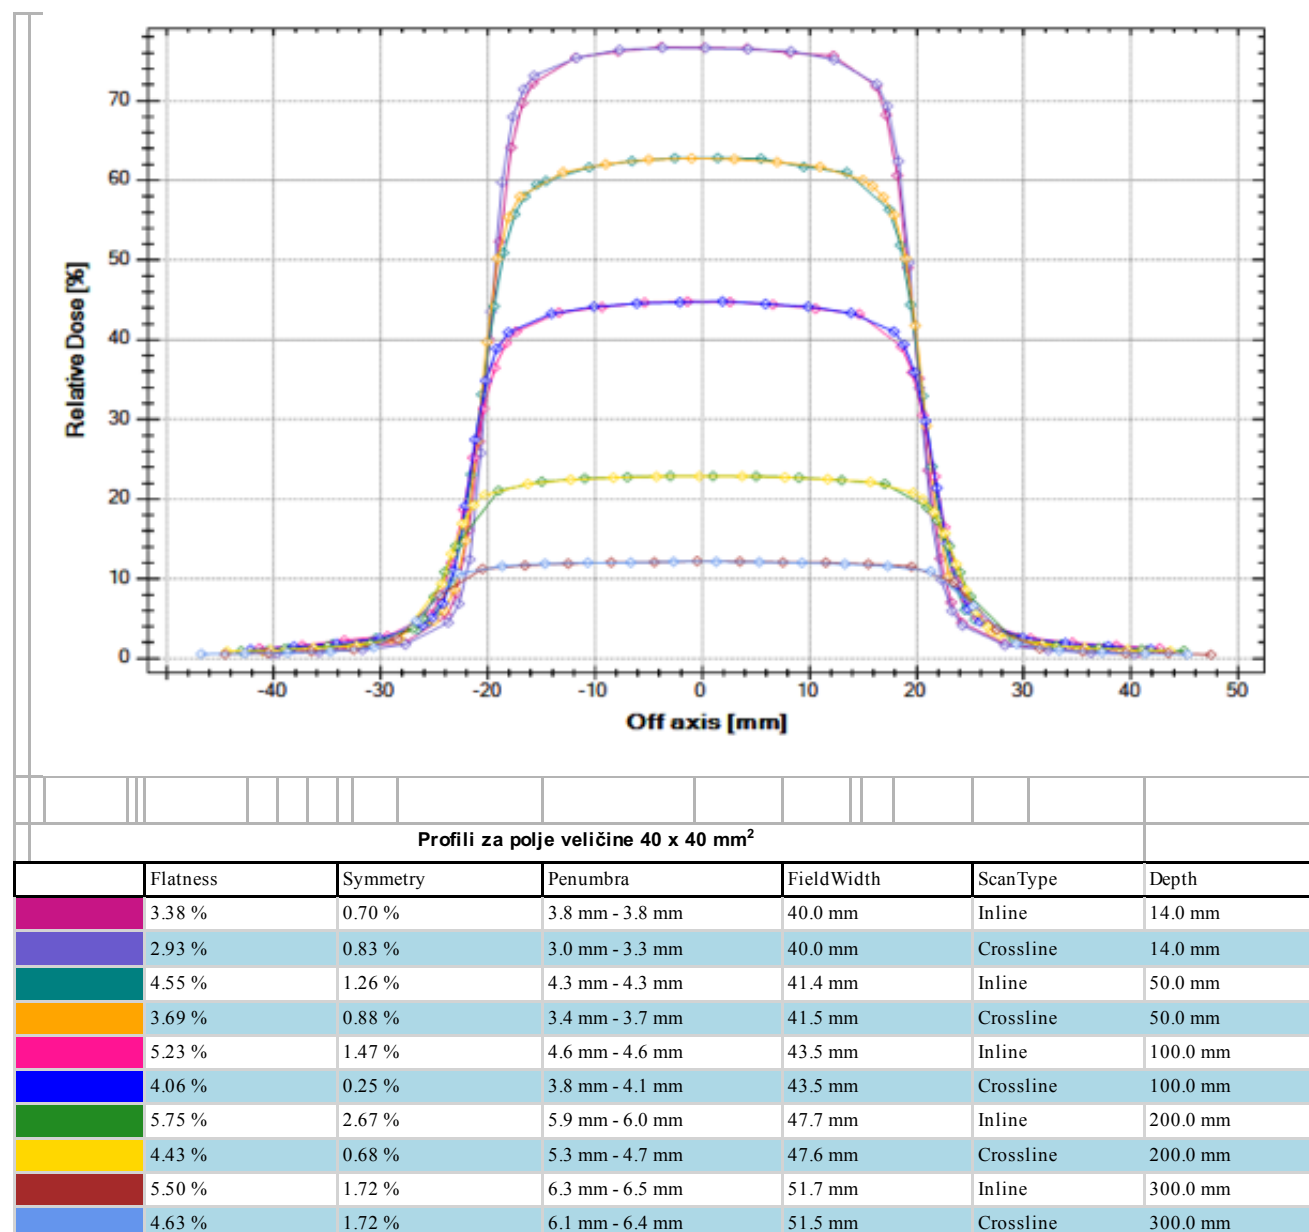 70
60
50
40
30
20
10
0
Relative Dose [%]
-40 -30 -20 -10 0 10 20 30 40 50
Off axis [mm]
Profili za polje veličine 40 x 40 mm²
Flatness Symmetry Penumbra FieldWidth ScanType Depth
3.38 % 0.70 % 3.8 mm - 3.8 mm 40.0 mm Inline 14.0 mm
2.93 % 0.83 % 3.0 mm - 3.3 mm 40.0 mm Crossline 14.0 mm
4.55 % 1.26 % 4.3 mm - 4.3 mm 41.4 mm Inline 50.0 mm
3.69 % 0.88 % 3.4 mm - 3.7 mm 41.5 mm Crossline 50.0 mm
5.23 % 1.47 % 4.6 mm - 4.6 mm 43.5 mm Inline 100.0 mm
4.06 % 0.25 % 3.8 mm - 4.1 mm 43.5 mm Crossline 100.0 mm
5.75 % 2.67 % 5.9 mm - 6.0 mm 47.7 mm Inline 200.0 mm
4.43 % 0.68 % 5.3 mm - 4.7 mm 47.6 mm Crossline 200.0 mm
5.50 % 1.72 % 6.3 mm - 6.5 mm 51.7 mm Inline 300.0 mm
4.63 % 1.72 % 6.1 mm - 6.4 mm 51.5 mm Crossline 300.0 mm